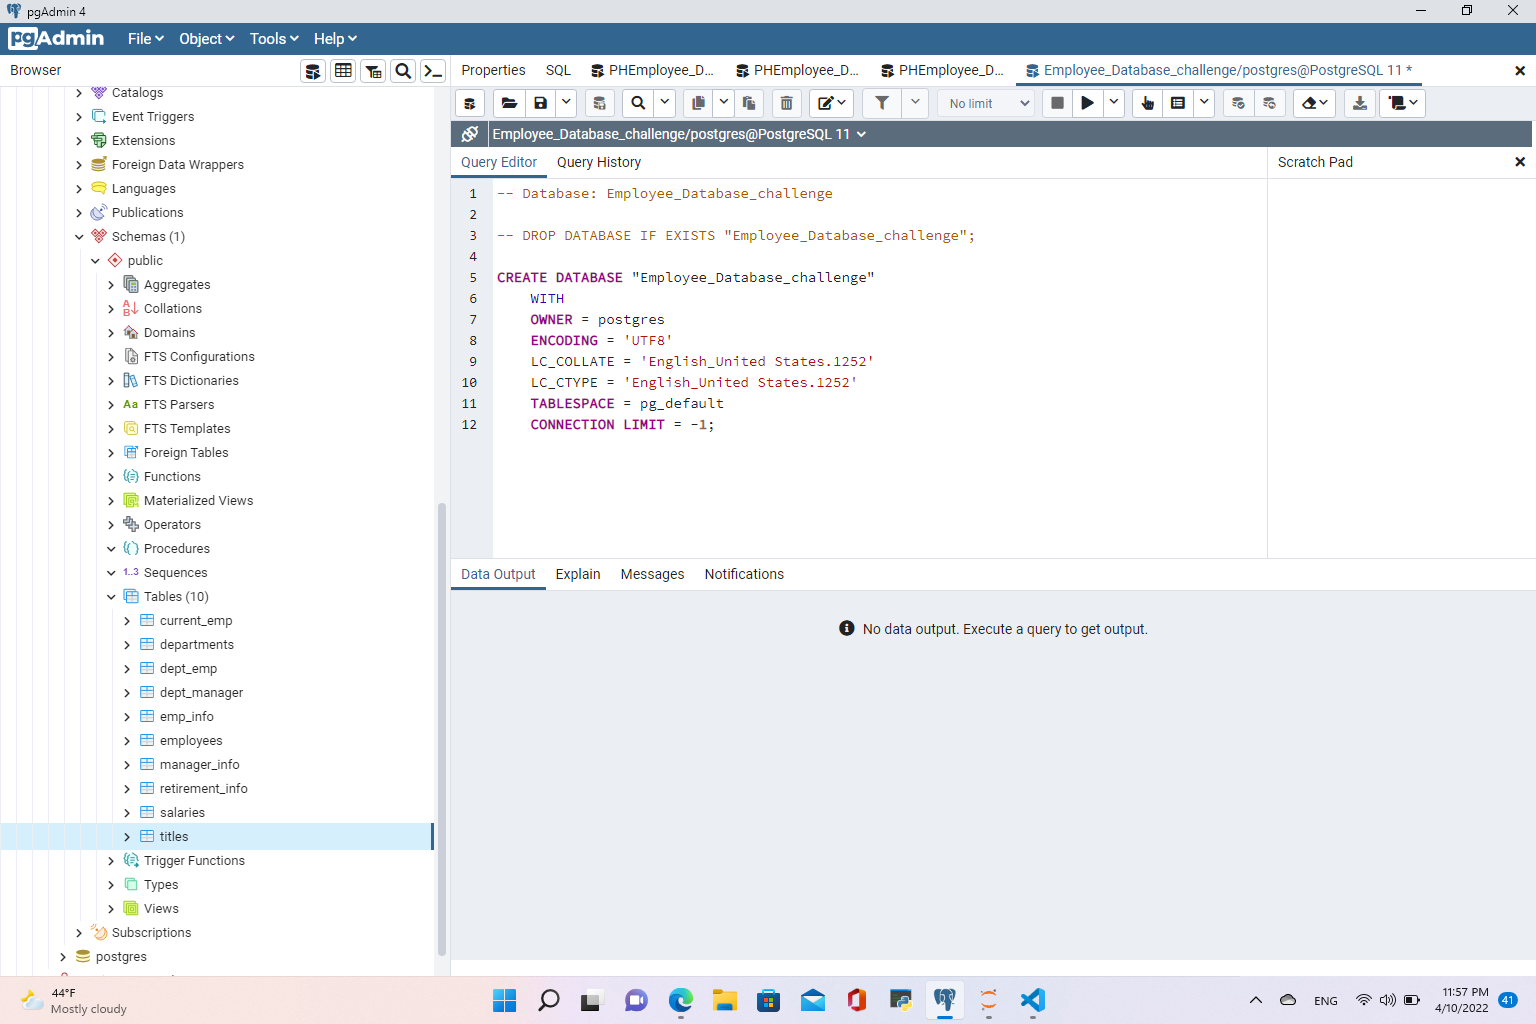 pgAdmin 4
pgAdmin File Object Tools Help
Browser
Properties SQL PHEmployee_D... PHEmployee_D... PHEmployee_D... Employee_Database_challenge/postgres@PostgreSQL 11 *
No limit
Employee_Database_challenge/postgres@PostgreSQL 11
Query Editor Query History
Scratch Pad
Catalogs
Event Triggers
Extensions
Foreign Data Wrappers
Languages
Publications
Schemas (1)
public
Aggregates
Collations
Domains
FTS Configurations
FTS Dictionaries
Aa FTS Parsers
FTS Templates
Foreign Tables
Functions
Materialized Views
Operators
Procedures
1..3 Sequences
Tables (10)
current_emp
departments
dept_emp
dept_manager
emp_info
employees
manager_info
retirement_info
salaries
titles
Trigger Functions
Types
Views
Subscriptions
postgres
1 -- Database: Employee_Database_challenge
2
3 -- DROP DATABASE IF EXISTS "Employee_Database_challenge";
4
5 CREATE DATABASE "Employee_Database_challenge"
6 WITH
7 OWNER = postgres
8 ENCODING = 'UTF8'
9 LC_COLLATE = 'English_United States.1252'
10 LC_CTYPE = 'English_United States.1252'
11 TABLESPACE = pg_default
12 CONNECTION LIMIT = -1;
Data Output Explain Messages Notifications
No data output. Execute a query to get output.
44°F
Mostly cloudy
ENG
11:57 PM
4/10/2022
41